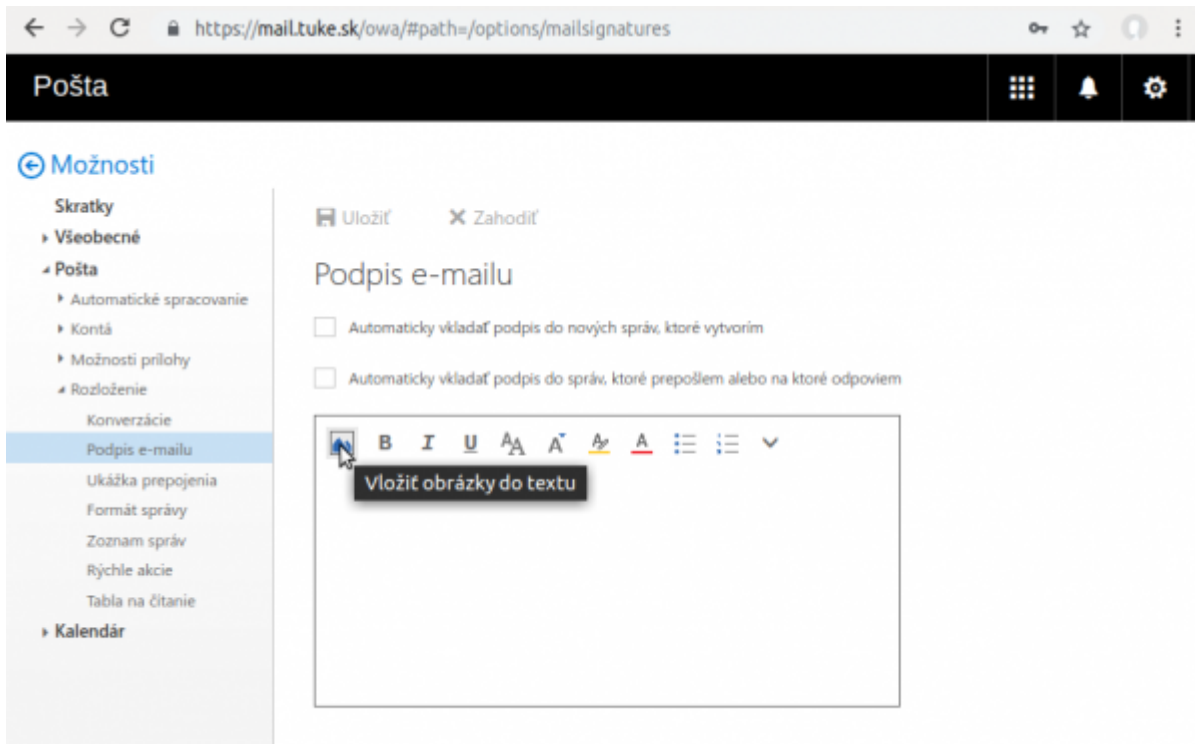 https://mail.tuke.sk/owa/#path=/options/mailsignatures
Pošta
Možnosti
Skratky
Všeobecné
Pošta
Automatické spracovanie
Kontá
Možnosti prílohy
Rozloženie
Konverzácie
Podpis e-mailu
Ukážka prepojenia
Formát správy
Zoznam správ
Rýchle akcie
Tabla na čítanie
Kalendár
Uložiť Zahodiť
Podpis e-mailu
Automaticky vkladať podpis do nových správ, ktoré vytvorím
Automaticky vkladať podpis do správ, ktoré prepošlem alebo na ktoré odpoviem
B I U AA A A A
Vložiť obrázky do textu